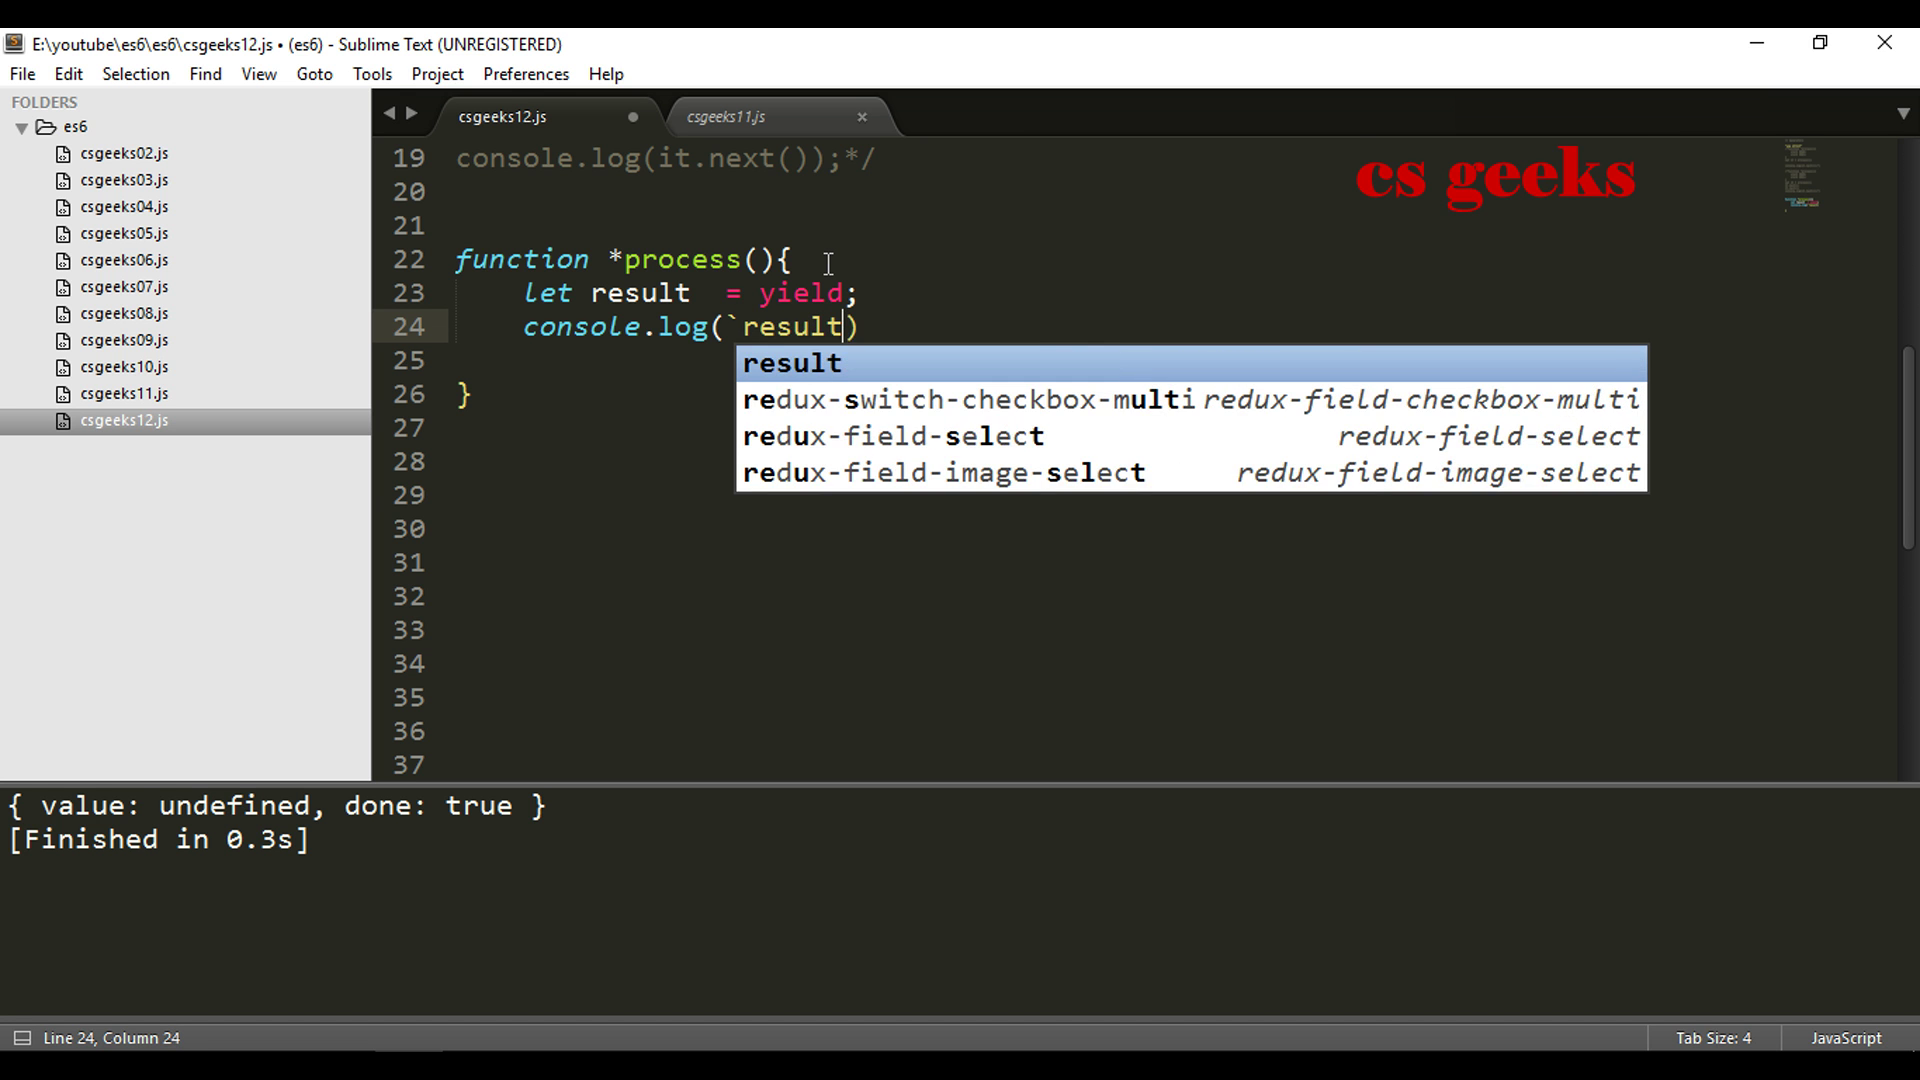 E:\youtube\es6\es6\csgeeks12.js • (es6) - Sublime Text (UNREGISTERED)
File Edit Selection Find View Goto Tools Project Preferences Help
FOLDERS
es6
csgeeks02.js
csgeeks03.js
csgeeks04.js
csgeeks05.js
csgeeks06.js
csgeeks07.js
csgeeks08.js
csgeeks09.js
csgeeks10.js
csgeeks11.js
csgeeks12.js
csgeeks12.js csgeeks11.js
cs geeks
19 console.log(it.next());*/
20
21
22 function *process(){
23 let result  = yield;
24 console.log(`result)
25
26 }
27
28
29
30
31
32
33
34
35
36
37
result
redux-switch-checkbox-multi redux-field-checkbox-multi
redux-field-select redux-field-select
redux-field-image-select redux-field-image-select
{ value: undefined, done: true }
[Finished in 0.3s]
Line 24, Column 24 Tab Size: 4 JavaScript